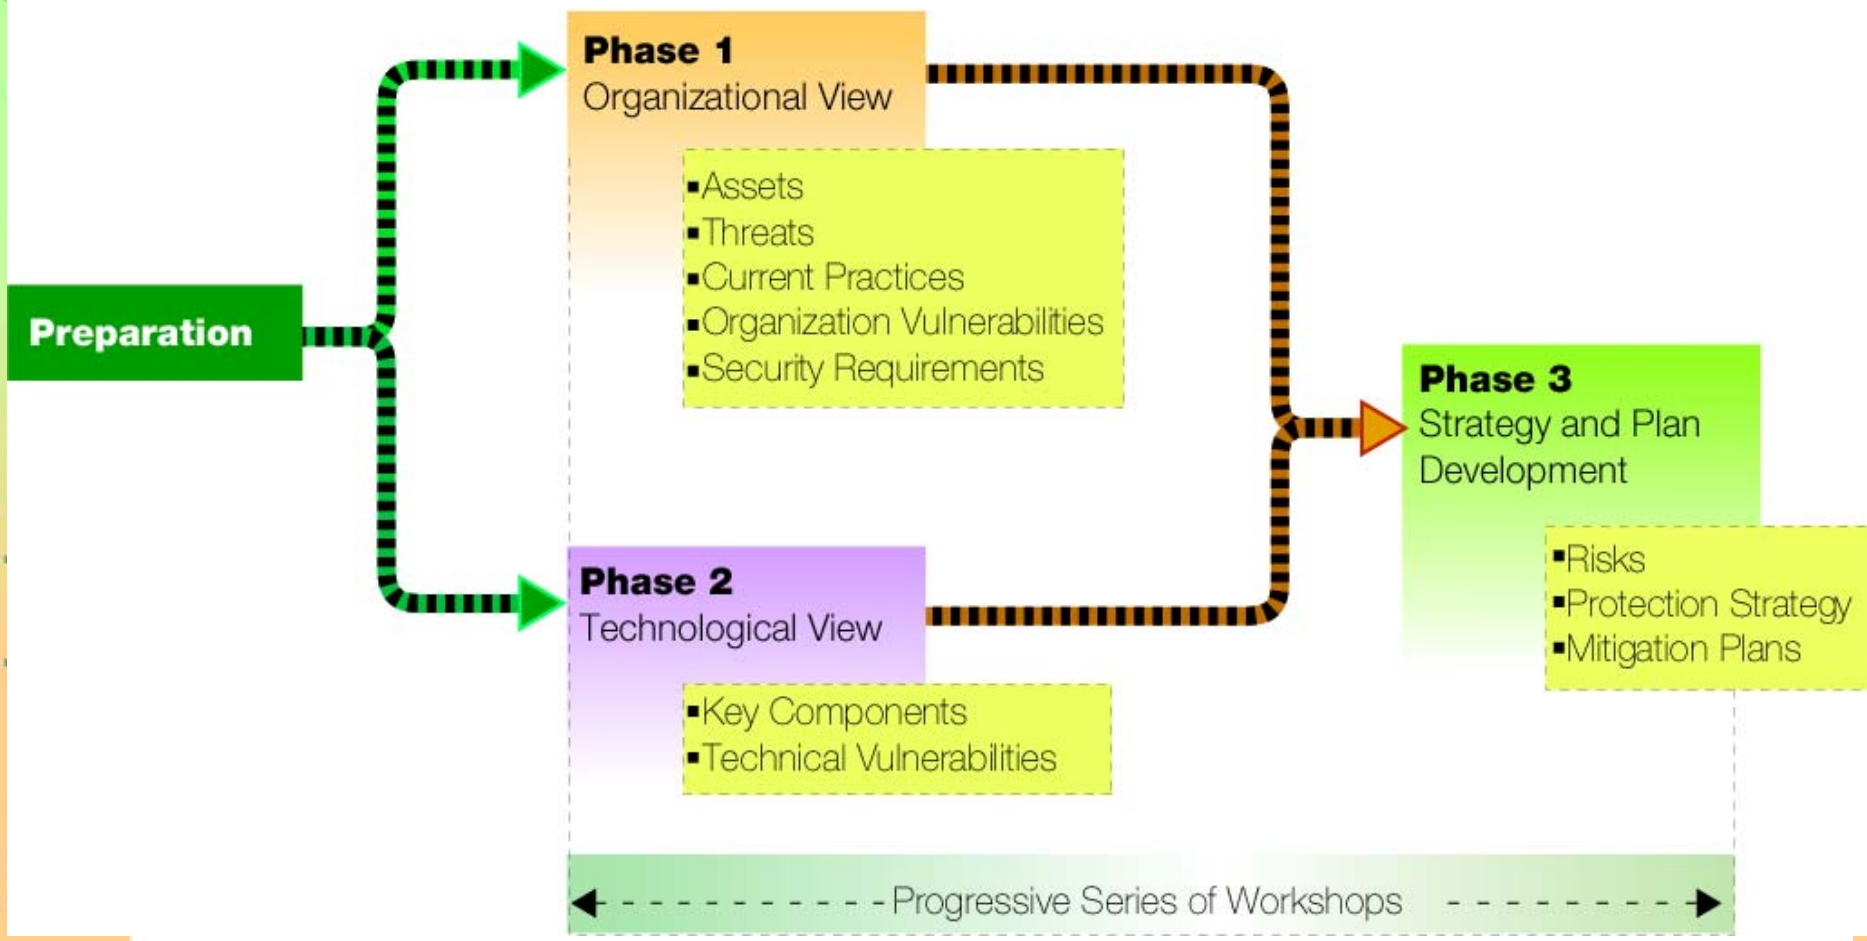 Preparation
Phase 1
Organizational View
▪Assets
▪Threats
▪Current Practices
▪Organization Vulnerabilities
▪Security Requirements
Phase 2
Technological View
▪Key Components
▪Technical Vulnerabilities
Phase 3
Strategy and Plan
Development
▪Risks
▪Protection Strategy
▪Mitigation Plans
Progressive Series of Workshops